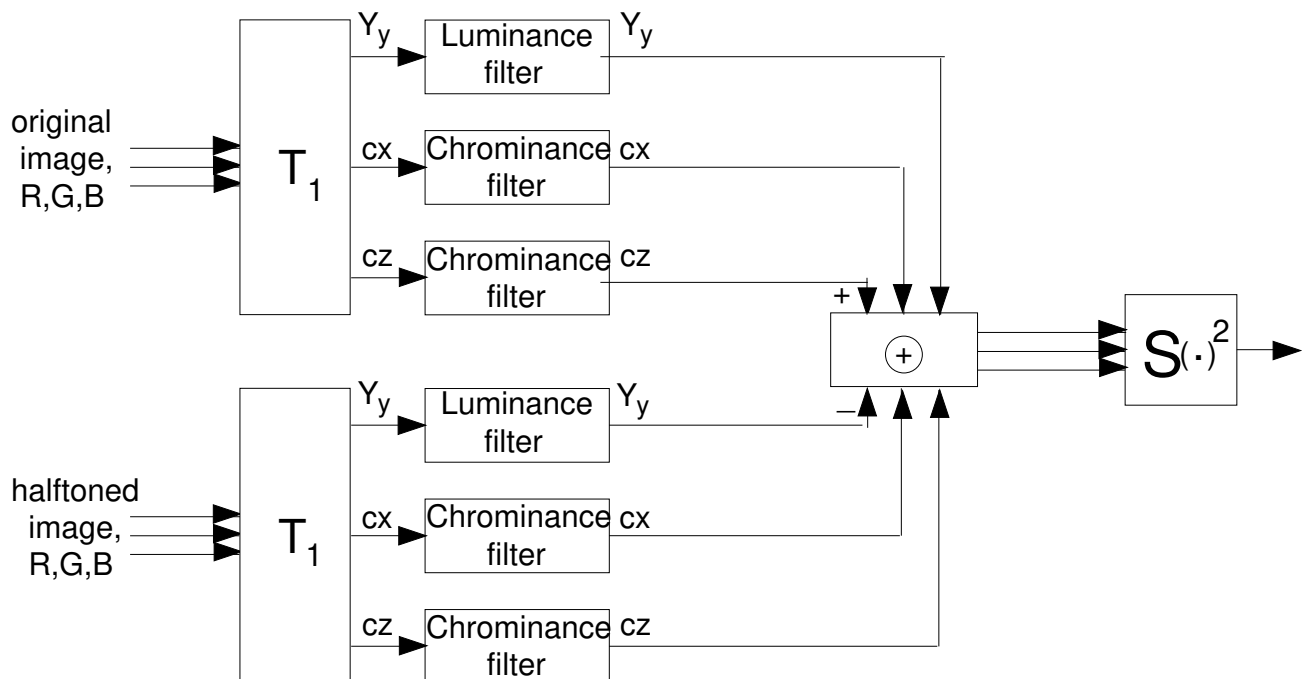 original
image,
R,G,B
T1
Yy
Luminance
filter
Yy
cx
Chrominance
filter
cx
cz
Chrominance
filter
cz
+
+
−
S(·)2
halftoned
image,
R,G,B
T1
Yy
Luminance
filter
Yy
cx
Chrominance
filter
cx
cz
Chrominance
filter
cz